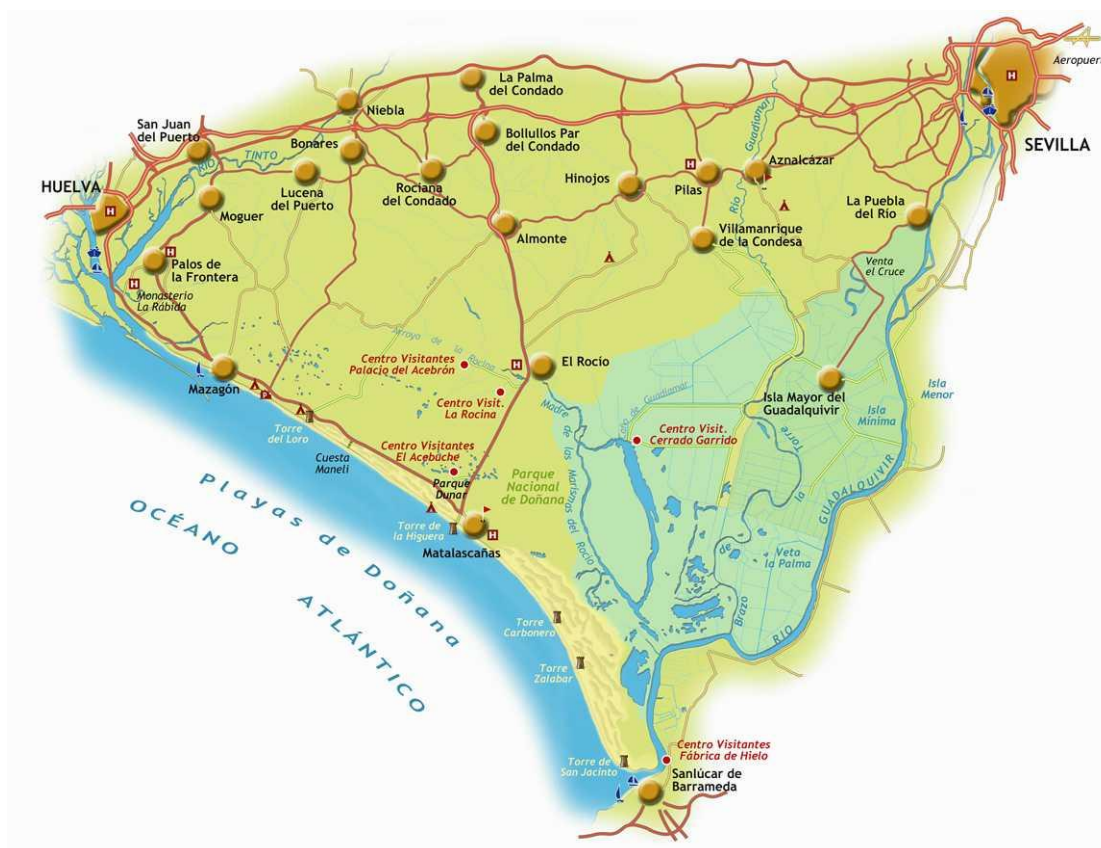 Aeropuer
La Palma
del Condado
Niebla
San Juan
del Puerto
Bonares
Bollullos Par
del Condado
SEVILLA
RÍO
TINTO
Río
Guadiamar
Aznalcázar
HUELVA
Lucena
del Puerto
Rociana
del Condado
Hinojos
Pilas
Moguer
La Puebla
del Río
Almonte
Villamanrique
de la Condesa
Palos de
la Frontera
Venta
el Cruce
Monasterio
La Rábida
Arroyo de la Rocina
Centro Visitantes
Palacio del Acebrón
El Rocío
Mazagón
Centro Visit.
La Rocina
Caño de Guadiamar
Isla Mayor del
Guadalquivir
Isla
Menor
Isla
Mínima
Torre
del Loro
Centro Visit.
Cerrado Garrido
Cuesta
Maneli
Centro Visitantes
El Acebuche
Parque
Dunar
Parque
Nacional
de Doñana
Madre de las Marismas del Rocío
Playas de Doñana
OCÉANO
ATLÁNTICO
Torre de
la Higuera
Matalascañas
Veta
la Palma
Brazo de la Torre
RIO GUADALQUIVIR
Torre
Carbonero
Torre
Zalabar
Centro Visitantes
Fábrica de Hielo
Torre de
San Jacinto
Sanlúcar de
Barrameda
H
H
H
H
H
H
H